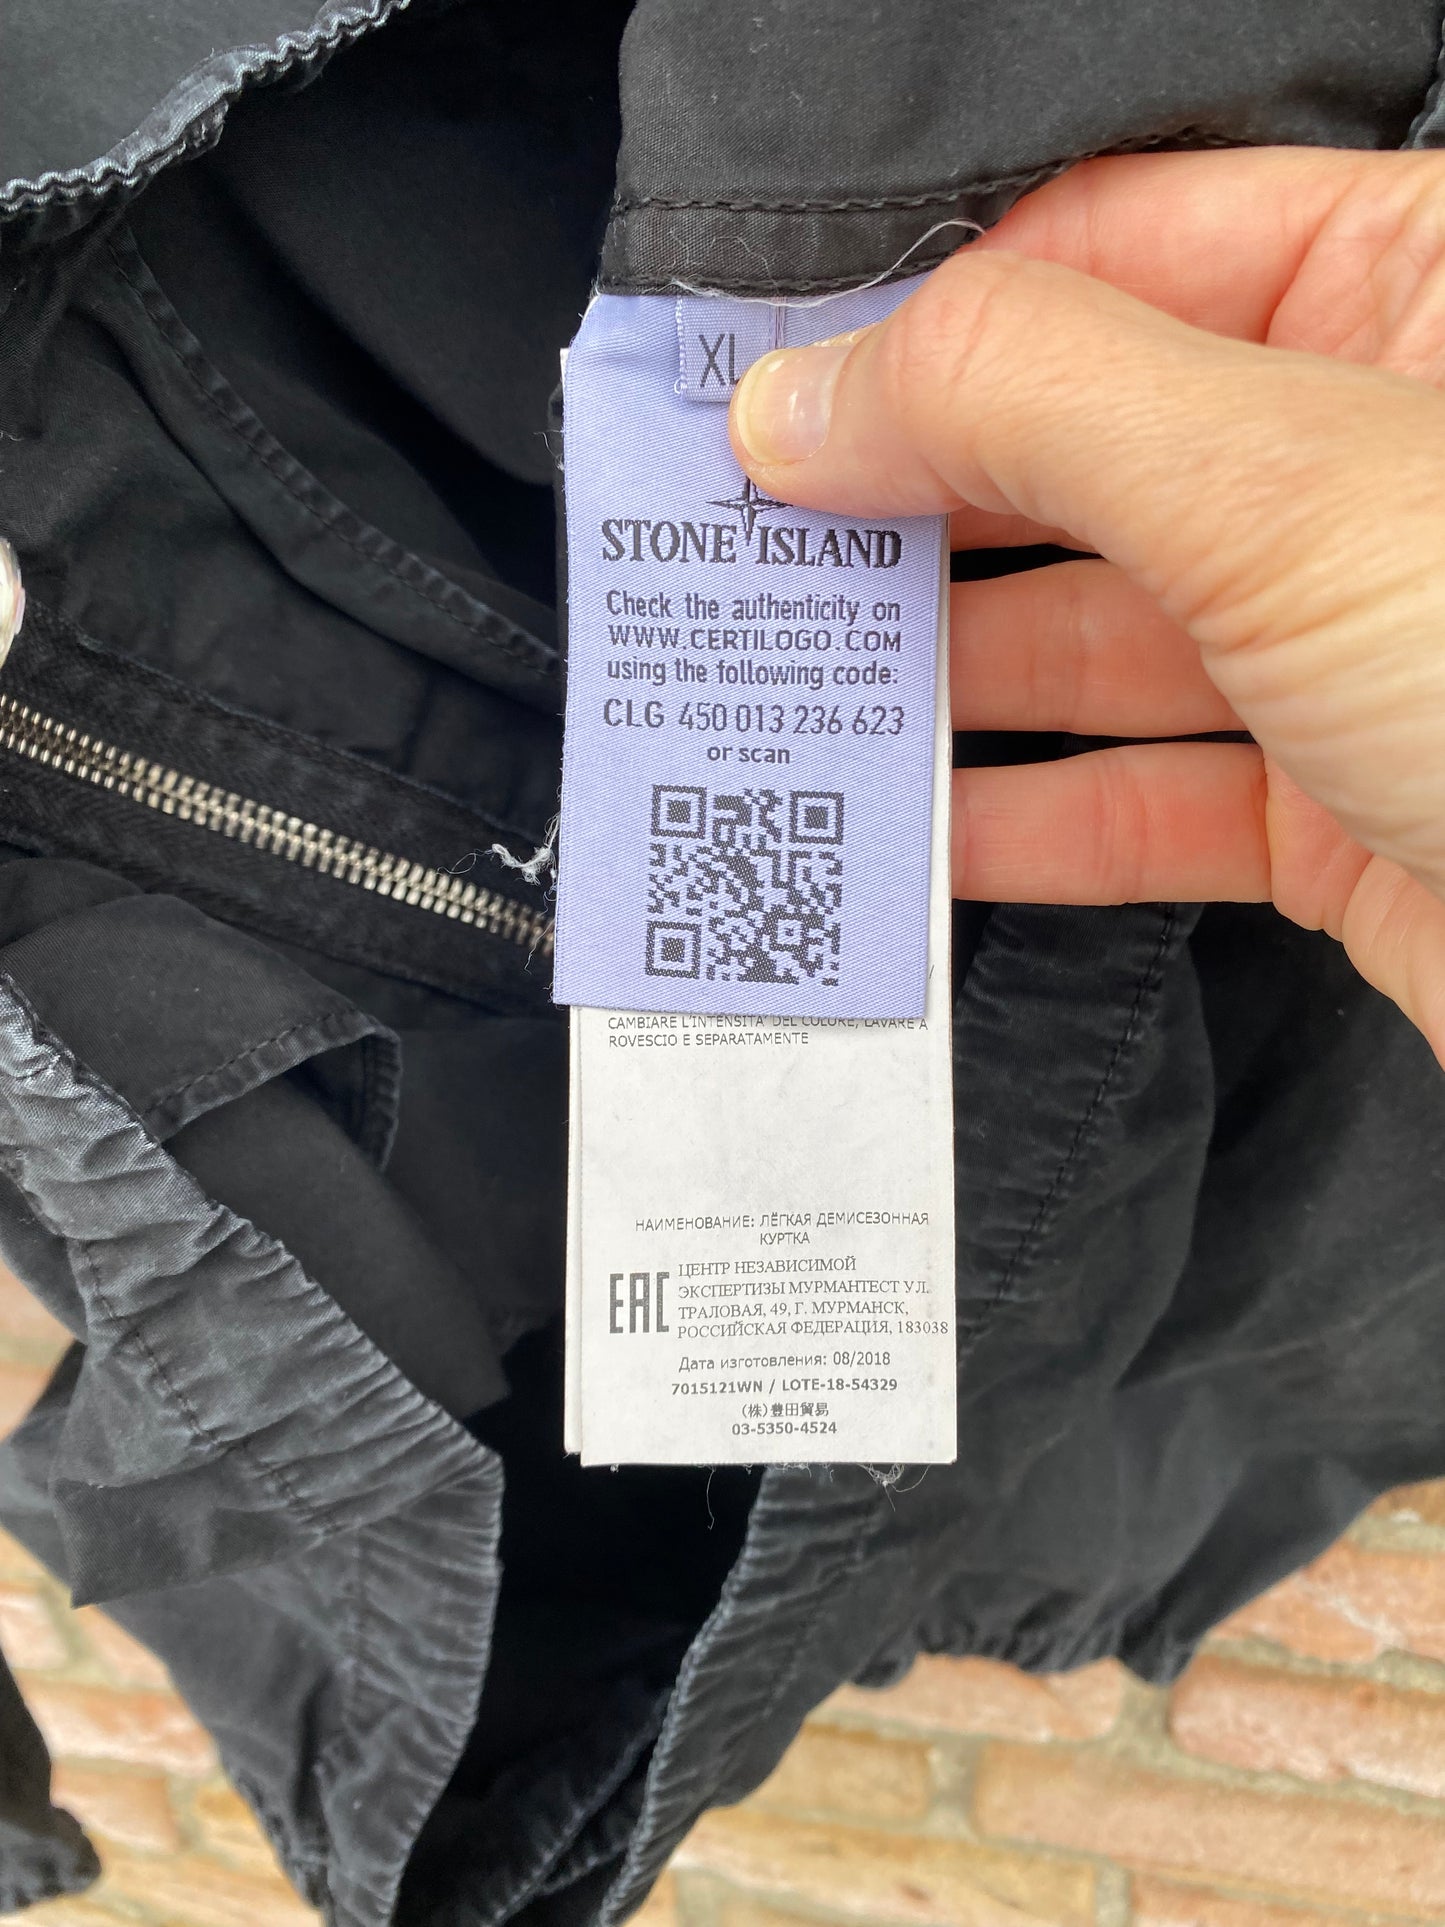 XL
STONE ISLAND
Check the authenticity on
WWW.CERTILOGO.COM
using the following code:
CLG 450 013 236 623
or scan
CAMBIARE L'INTENSITA' DEL COLORE, LAVARE A
ROVESCIO E SEPARATAMENTE
НАИМЕНОВАНИЕ: ЛЁГКАЯ ДЕМИСЕЗОННАЯ
КУРТКА
EAC
ЦЕНТР НЕЗАВИСИМОЙ
ЭКСПЕРТИЗЫ МУРМАНТЕСТ УЛ.
ТРАЛОВАЯ, 49, Г. МУРМАНСК,
РОССИЙСКАЯ ФЕДЕРАЦИЯ, 183038
Дата изготовления: 08/2018
7015121WN / LOTE-18-54329
(株)豊田貿易
03-5350-4524